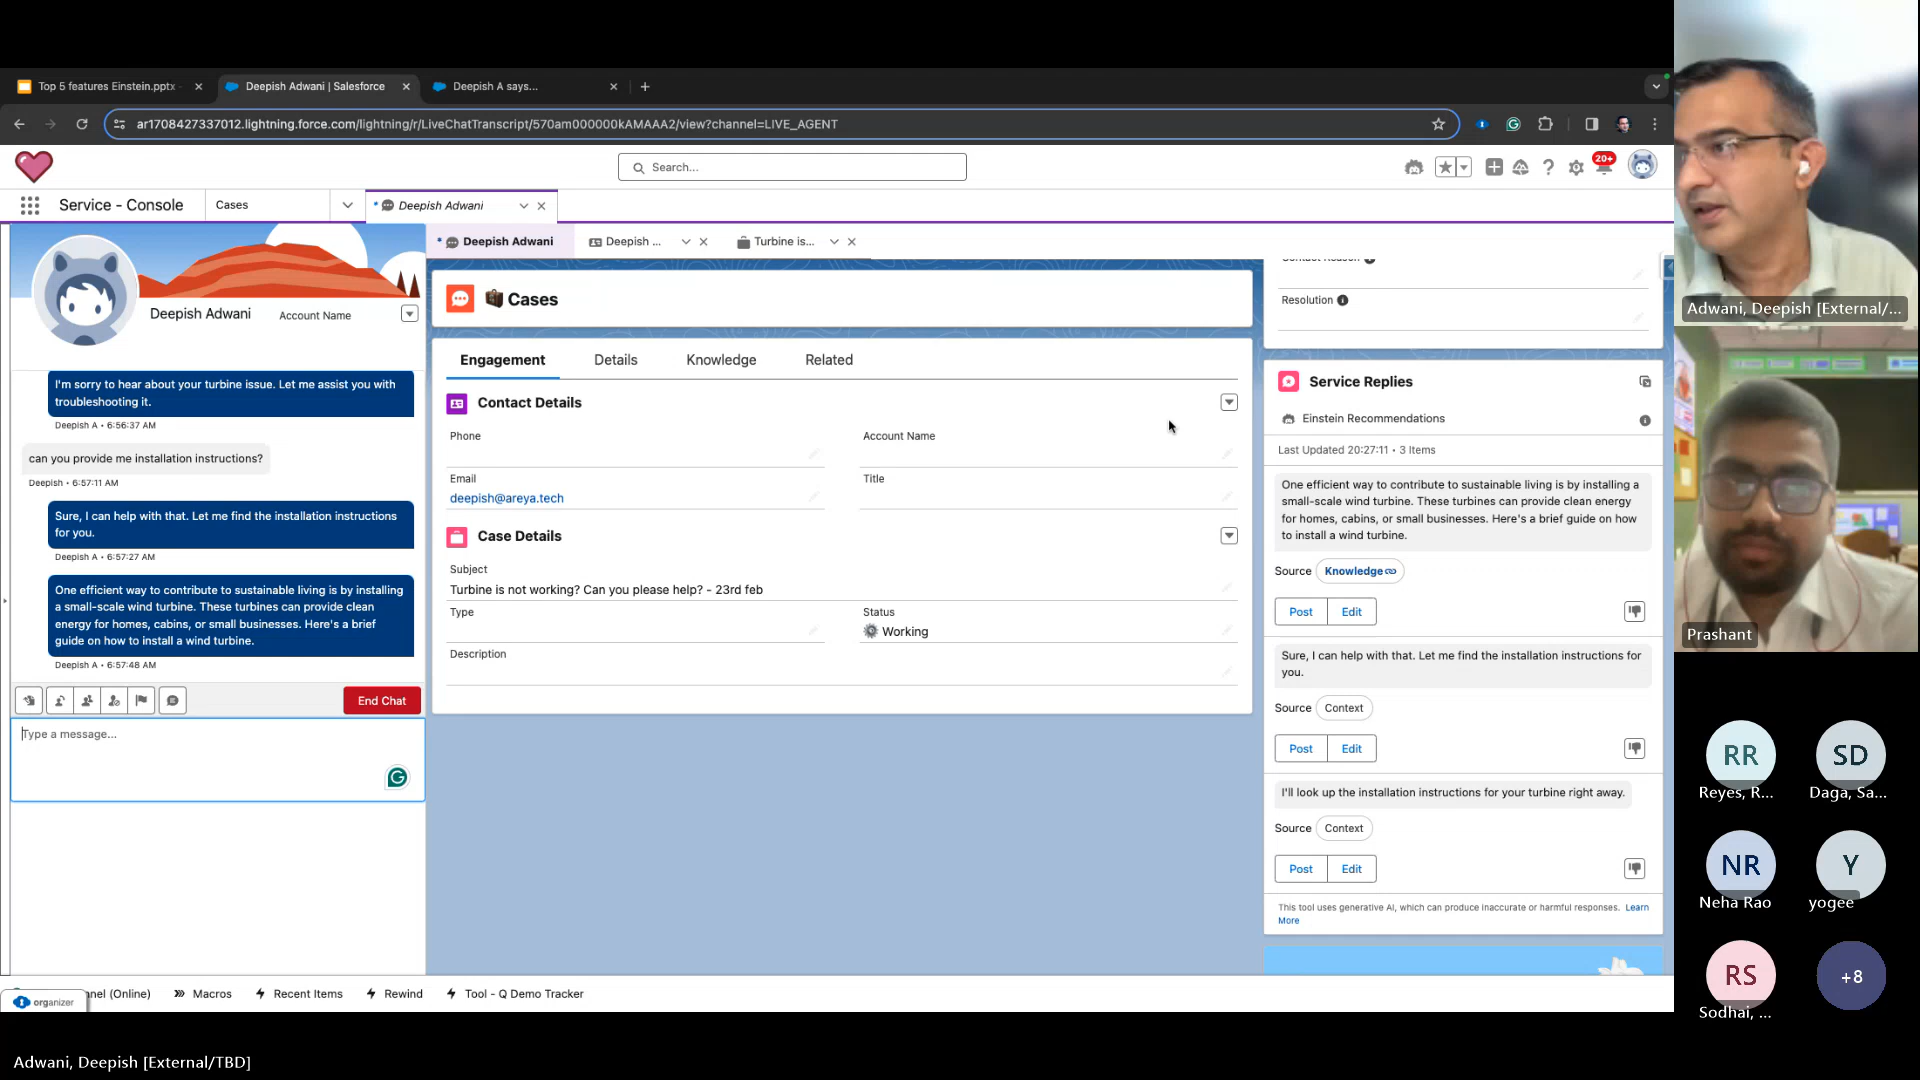 Top 5 features Einstein.pptx
Deepish Adwani | Salesforce
Deepish A says...
ar1708427337012.lightning.force.com/lightning/r/LiveChatTranscript/570am000000kAMAAA2/view?channel=LIVE_AGENT
Search...
20+
Service - Console
Cases
* Deepish Adwani
* Deepish Adwani
Deepish ...
Turbine is...
Deepish Adwani
Account Name
I'm sorry to hear about your turbine issue. Let me assist you with
troubleshooting it.
Deepish A • 6:56:37 AM
can you provide me installation instructions?
Deepish • 6:57:11 AM
Sure, I can help with that. Let me find the installation instructions
for you.
Deepish A • 6:57:27 AM
One efficient way to contribute to sustainable living is by installing
a small-scale wind turbine. These turbines can provide clean
energy for homes, cabins, or small businesses. Here's a brief
guide on how to install a wind turbine.
Deepish A • 6:57:48 AM
End Chat
Type a message...
Cases
Engagement
Details
Knowledge
Related
Contact Details
Phone
Account Name
Email
Title
deepish@areya.tech
Case Details
Subject
Turbine is not working? Can you please help? - 23rd feb
Type
Status
Working
Description
Contact Reason
Resolution
Service Replies
Einstein Recommendations
Last Updated 20:27:11 • 3 Items
One efficient way to contribute to sustainable living is by installing a
small-scale wind turbine. These turbines can provide clean energy
for homes, cabins, or small businesses. Here's a brief guide on how
to install a wind turbine.
Source Knowledge
Post Edit
Sure, I can help with that. Let me find the installation instructions for
you.
Source Context
Post Edit
I'll look up the installation instructions for your turbine right away.
Source Context
Post Edit
This tool uses generative AI, which can produce inaccurate or harmful responses. Learn
More
nel (Online)
Macros
Recent Items
Rewind
Tool - Q Demo Tracker
organizer
Adwani, Deepish [External/TBD]
Adwani, Deepish [External/...
Prashant
RR
Reyes, R...
SD
Daga, Sa...
NR
Neha Rao
Y
yogee
RS
Sodhai, ...
+8